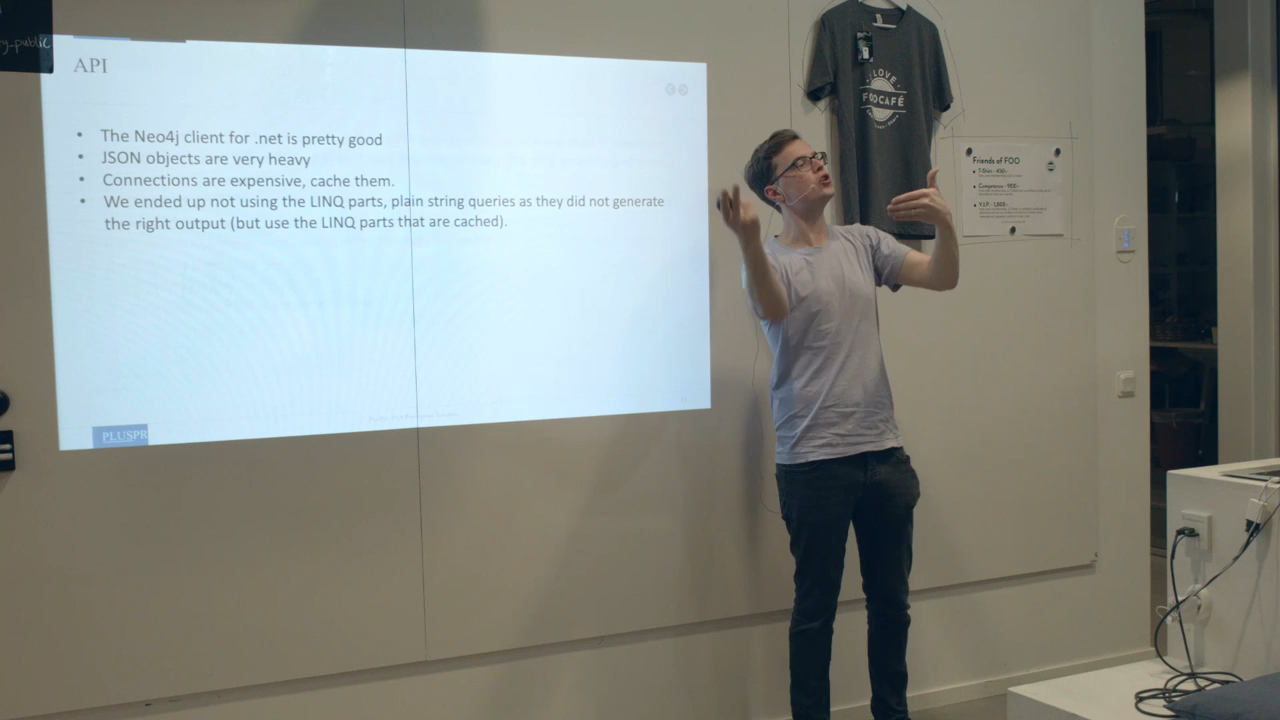 y_public
API
• The Neo4j client for .net is pretty good
• JSON objects are very heavy
• Connections are expensive, cache them.
• We ended up not using the LINQ parts, plain string queries as they did not generate
the right output (but use the LINQ parts that are cached).
PLUSPR
I LOVE
FOOCAFÉ
Friends of FOO